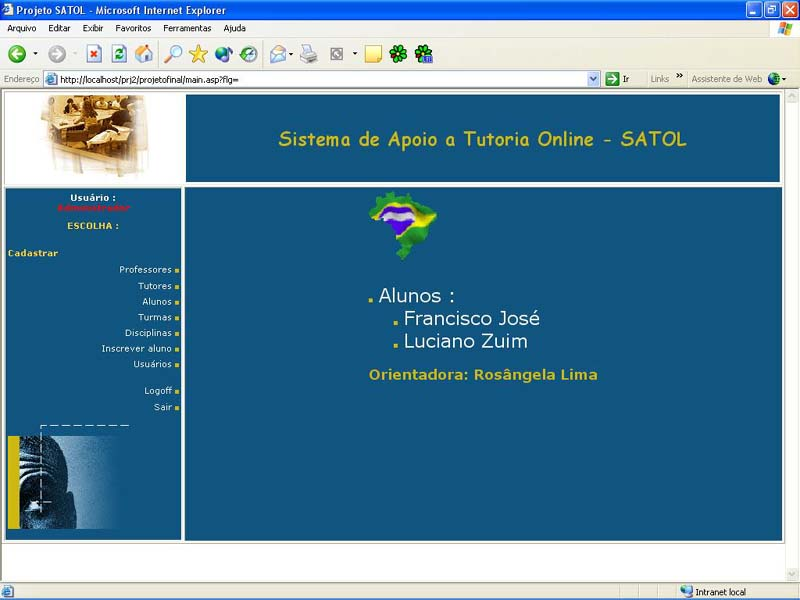 Projeto SATOL - Microsoft Internet Explorer
Arquivo Editar Exibir Favoritos Ferramentas Ajuda
Endereço http://localhost/prj2/projetofinal/main.asp?flg= Ir Links » Assistente de Web
Sistema de Apoio a Tutoria Online - SATOL
Usuário :
Administrador
ESCOLHA :
Cadastrar
Professores
Tutores
Alunos
Turmas
Disciplinas
Inscrever aluno
Usuários
Logoff
Sair
Alunos :
Francisco José
Luciano Zuim
Orientadora: Rosângela Lima
Intranet local